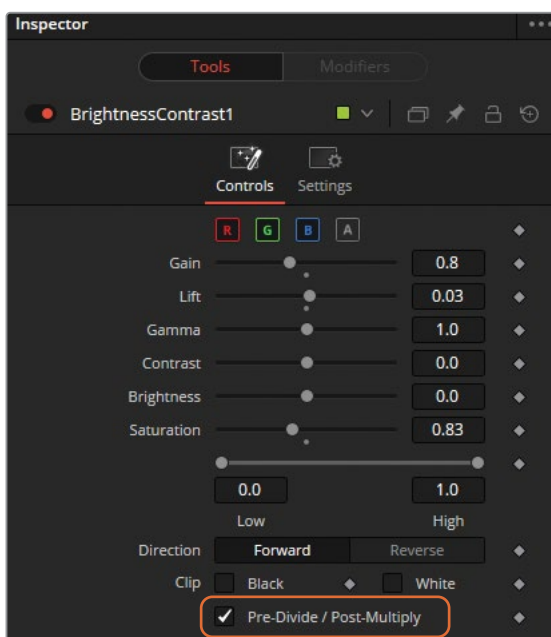 Inspector
Tools Modifiers
BrightnessContrast1
Controls Settings
R G B A
Gain 0.8
Lift 0.03
Gamma 1.0
Contrast 0.0
Brightness 0.0
Saturation 0.83
0.0 1.0
Low High
Direction Forward Reverse
Clip Black White
Pre-Divide / Post-Multiply